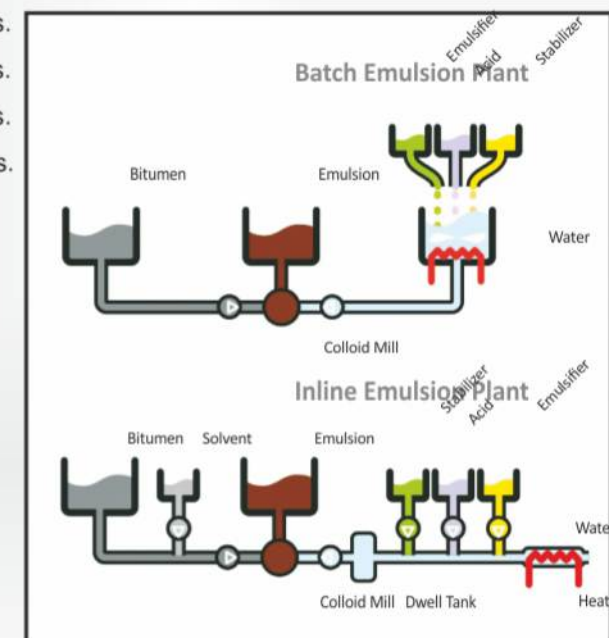 s.
s.
s.
s.
Emulsifier
Acid
Stabilizer
Batch Emulsion Plant
Bitumen
Emulsion
Water
Colloid Mill
Stabilizer
Acid
Emulsifier
Inline Emulsion Plant
Bitumen Solvent Emulsion
Water
Colloid Mill Dwell Tank
Heat